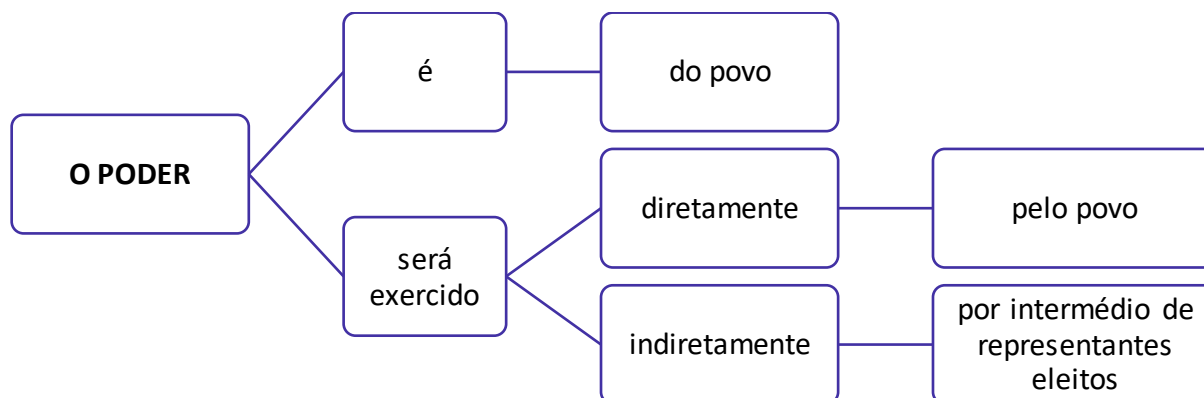 é
do povo
O PODER
diretamente
pelo povo
será
exercido
indiretamente
por intermédio de
representantes
eleitos